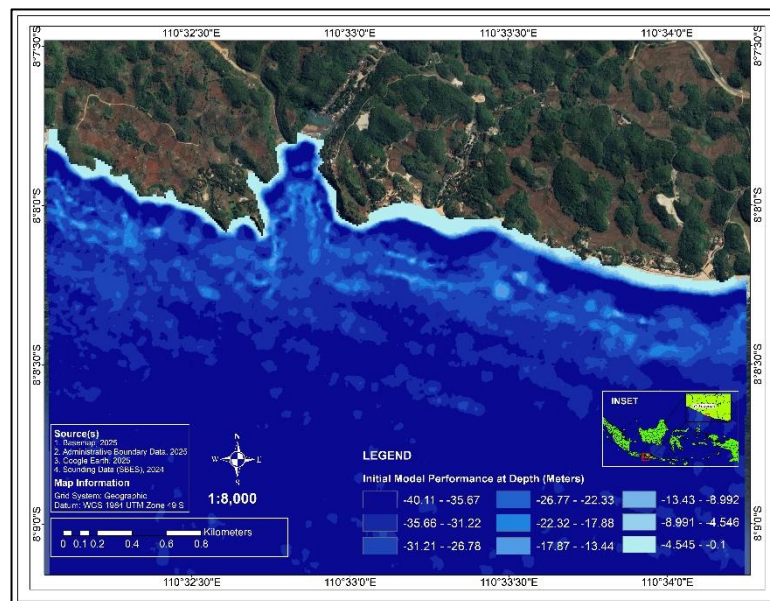 110°32'30"E 110°33'0"E 110°33'30"E 110°34'0"E
8°7'30"S 8°7'30"S
8°8'0"S 8°8'0"S
8°8'30"S 8°8'30"S
8°9'0"S 8°9'0"S
INSET
Source(s)
1. Basemap, 2025
2. Administrative Boundary Data, 2025
3. Google Earth, 2025
4. Sounding Data (SBES), 2024
Map Information
Grid System: Geographic
Datum: WGS 1984 UTM Zone 49 S
N
W E
S
1:8,000
Kilometers
0 0.1 0.2 0.4 0.6 0.8
LEGEND
Initial Model Performance at Depth (Meters)
-40.11 - -35.67 -26.77 - -22.33 -13.43 - -8.992
-35.66 - -31.22 -22.32 - -17.88 -8.991 - -4.546
-31.21 - -26.78 -17.87 - -13.44 -4.545 - -0.1
110°32'30"E 110°33'0"E 110°33'30"E 110°34'0"E